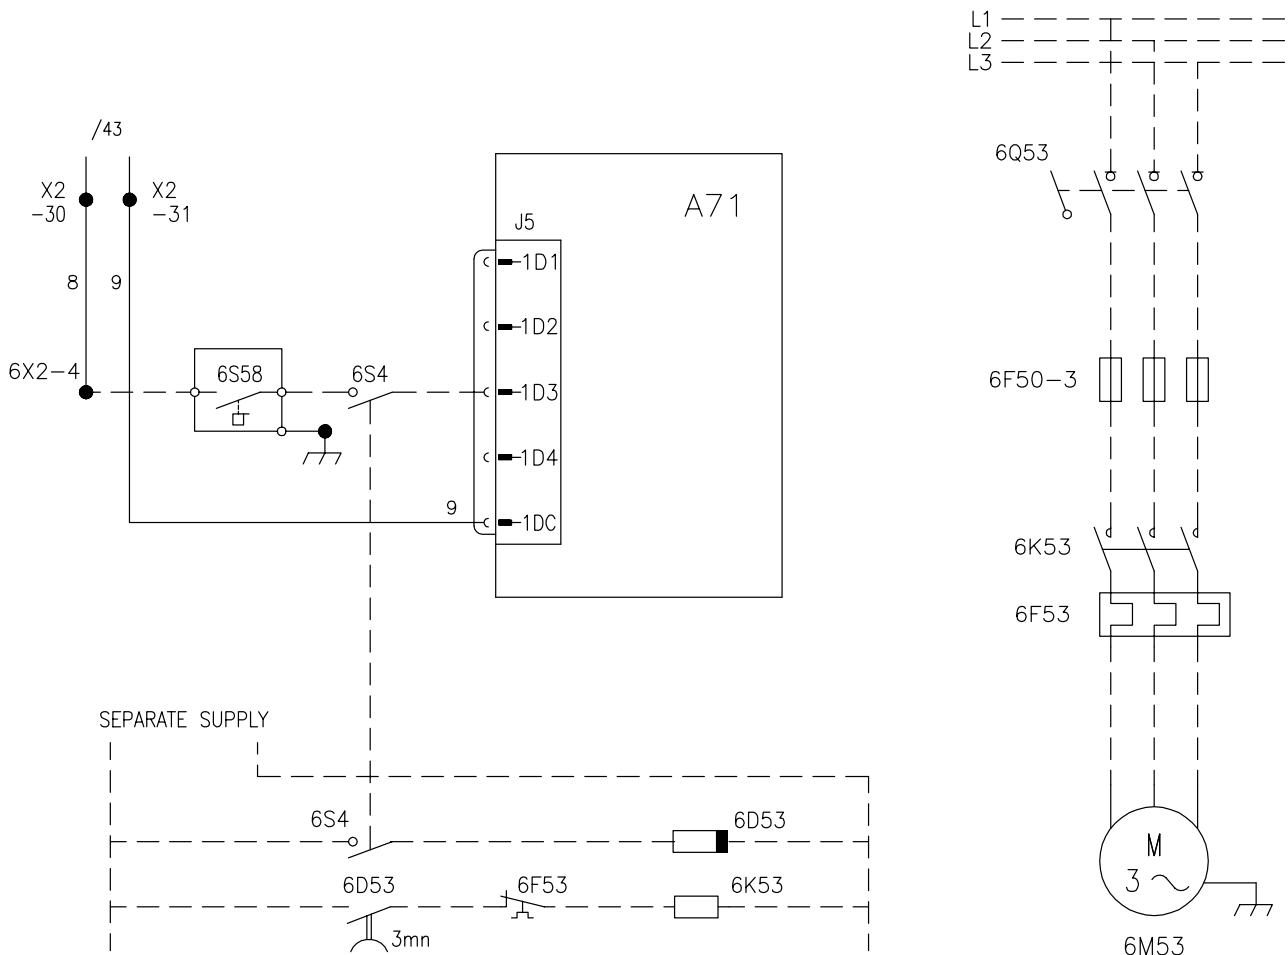 /43
X2
-30
X2
-31
8
9
6X2-4
6S58
6S4
A71
J5
1D1
1D2
1D3
1D4
1DC
9
SEPARATE SUPPLY
6S4
6D53
6D53
6F53
6K53
3mn
L1
L2
L3
6Q53
6F50-3
6K53
6F53
M
3
6M53